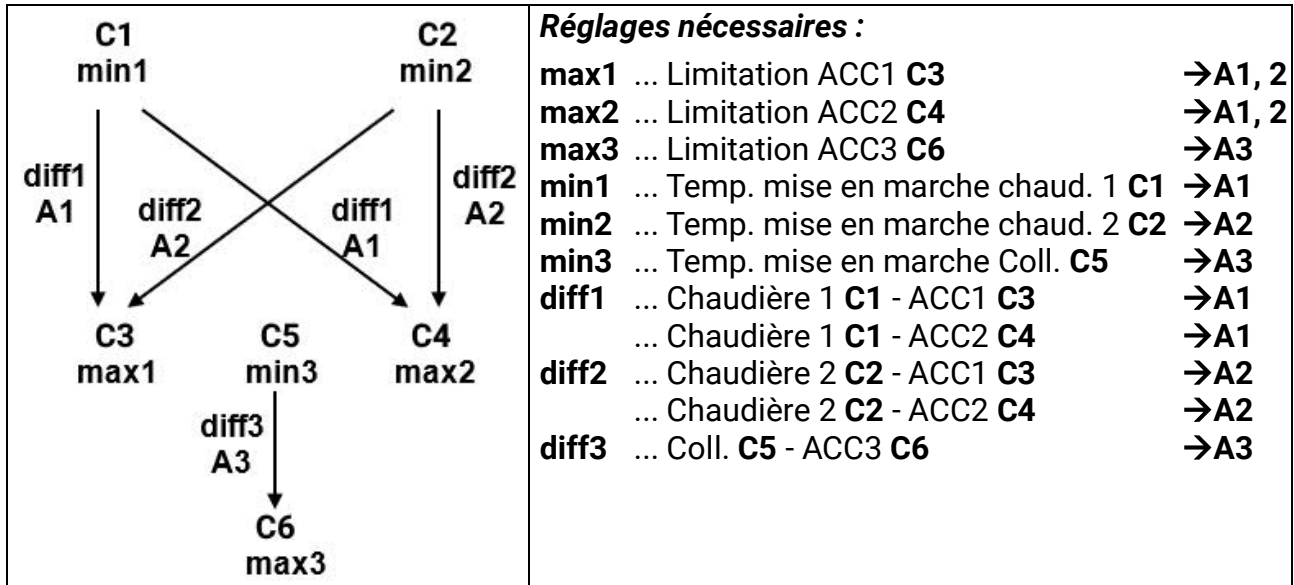 C1 C2
min1 min2
diff1 diff2
A1 diff2 diff1 A2
A2 A1
C3 C5 C4
max1 min3 max2
diff3
A3
C6
max3
Réglages nécessaires :
max1 ... Limitation ACC1 C3 →A1, 2
max2 ... Limitation ACC2 C4 →A1, 2
max3 ... Limitation ACC3 C6 →A3
min1 ... Temp. mise en marche chaud. 1 C1 →A1
min2 ... Temp. mise en marche chaud. 2 C2 →A2
min3 ... Temp. mise en marche Coll. C5 →A3
diff1 ... Chaudière 1 C1 - ACC1 C3 →A1
... Chaudière 1 C1 - ACC2 C4 →A1
diff2 ... Chaudière 2 C2 - ACC1 C3 →A2
... Chaudière 2 C2 - ACC2 C4 →A2
diff3 ... Coll. C5 - ACC3 C6 →A3